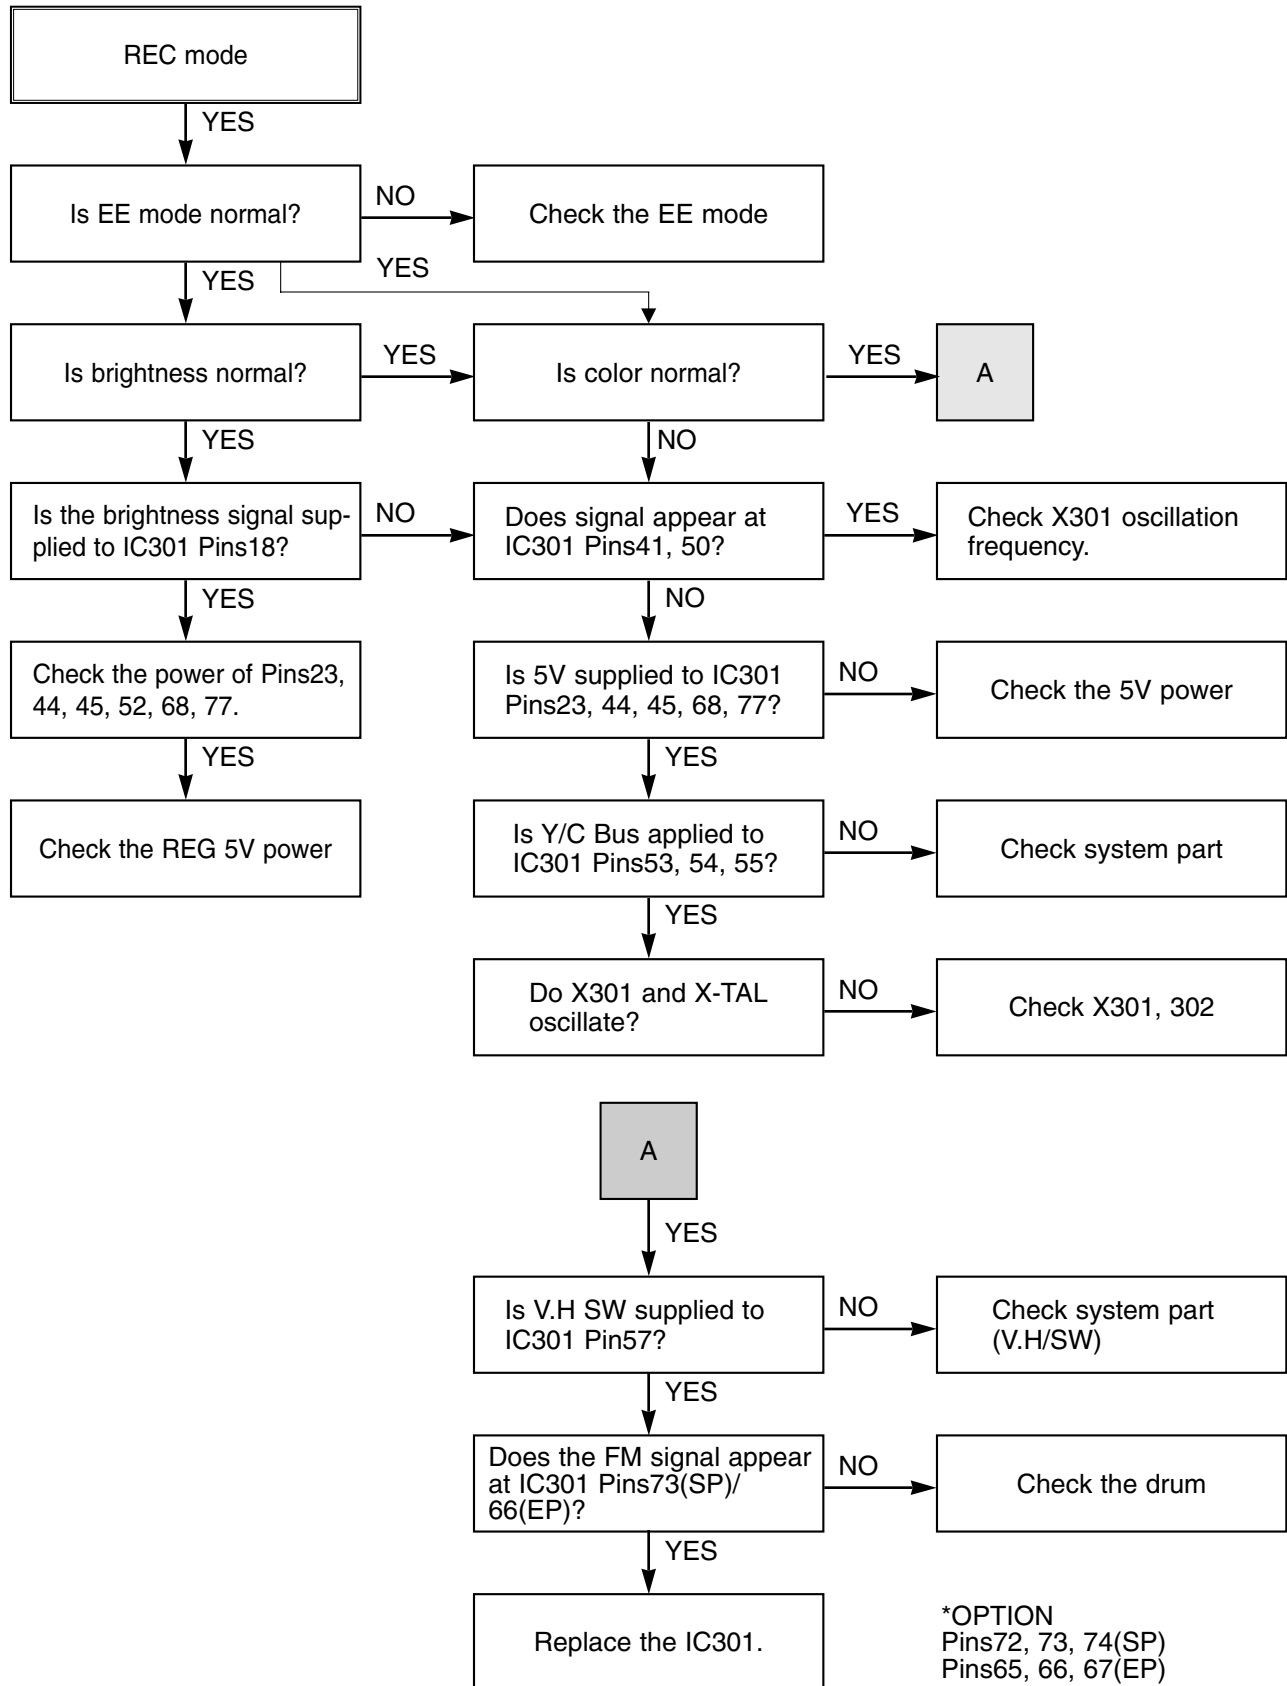 REC mode
YES
Is EE mode normal?
NO
Check the EE mode
YES
YES
Is brightness normal?
YES
Is color normal?
YES
A
YES
NO
Is the brightness signal sup-
plied to IC301 Pins18?
NO
Does signal appear at
IC301 Pins41, 50?
YES
Check X301 oscillation
frequency.
YES
NO
Check the power of Pins23,
44, 45, 52, 68, 77.
Is 5V supplied to IC301
Pins23, 44, 45, 68, 77?
NO
Check the 5V power
YES
YES
Check the REG 5V power
Is Y/C Bus applied to
IC301 Pins53, 54, 55?
NO
Check system part
YES
Do X301 and X-TAL
oscillate?
NO
Check X301, 302
A
YES
Is V.H SW supplied to
IC301 Pin57?
NO
Check system part
(V.H/SW)
YES
Does the FM signal appear
at IC301 Pins73(SP)/
66(EP)?
NO
Check the drum
YES
Replace the IC301.
*OPTION
Pins72, 73, 74(SP)
Pins65, 66, 67(EP)